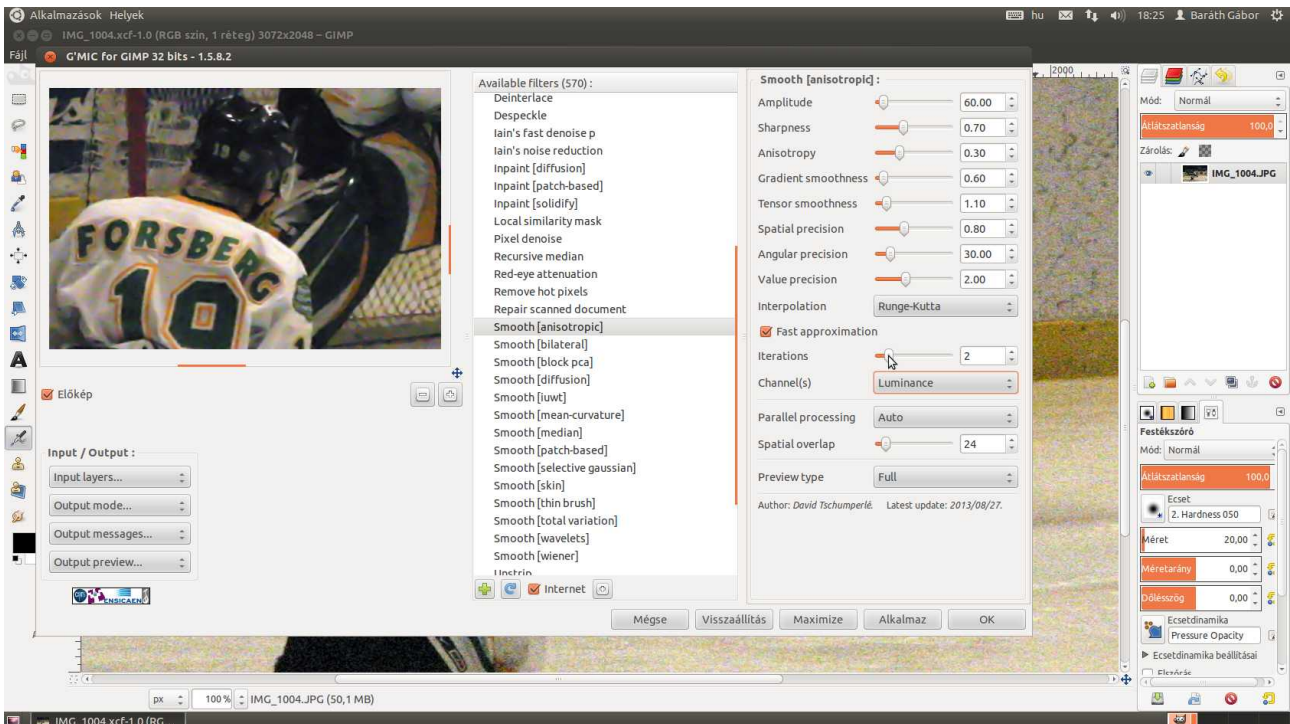 Alkalmazások Helyek
hu
18:25
Baráth Gábor
IMG_1004.xcf-1.0 (RGB szín, 1 réteg) 3072x2048 – GIMP
Fájl
G'MIC for GIMP 32 bits - 1.5.8.2
FORSBERG
19
Előkép
Input / Output :
Input layers...
Output mode...
Output messages...
Output preview...
ENSICAEN
Available filters (570) :
Deinterlace
Despeckle
Iain's fast denoise p
Iain's noise reduction
Inpaint [diffusion]
Inpaint [patch-based]
Inpaint [solidify]
Local similarity mask
Pixel denoise
Recursive median
Red-eye attenuation
Remove hot pixels
Repair scanned document
Smooth [anisotropic]
Smooth [bilateral]
Smooth [block pca]
Smooth [diffusion]
Smooth [iuwt]
Smooth [mean-curvature]
Smooth [median]
Smooth [patch-based]
Smooth [selective gaussian]
Smooth [skin]
Smooth [thin brush]
Smooth [total variation]
Smooth [wavelets]
Smooth [wiener]
Unstrip
Internet
Smooth [anisotropic] :
Amplitude 60.00
Sharpness 0.70
Anisotropy 0.30
Gradient smoothness 0.60
Tensor smoothness 1.10
Spatial precision 0.80
Angular precision 30.00
Value precision 2.00
Interpolation Runge-Kutta
Fast approximation
Iterations 2
Channel(s) Luminance
Parallel processing Auto
Spatial overlap 24
Preview type Full
Author: David Tschumperlé. Latest update: 2013/08/27.
Mégse Visszaállítás Maximize Alkalmaz OK
2000
Mód: Normál
Átlátszatlanság 100,0
Zárolás:
IMG_1004.JPG
Festékszóró
Mód: Normál
Átlátszatlanság 100,0
Ecset
2. Hardness 050
Méret 20,00
Méretarány 0,00
Dőlésszög 0,00
Ecsetdinamika
Pressure Opacity
Ecsetdinamika beállításai
Elszórás
px 100 % IMG_1004.JPG (50,1 MB)
IMG_1004.xcf-1.0 (RG